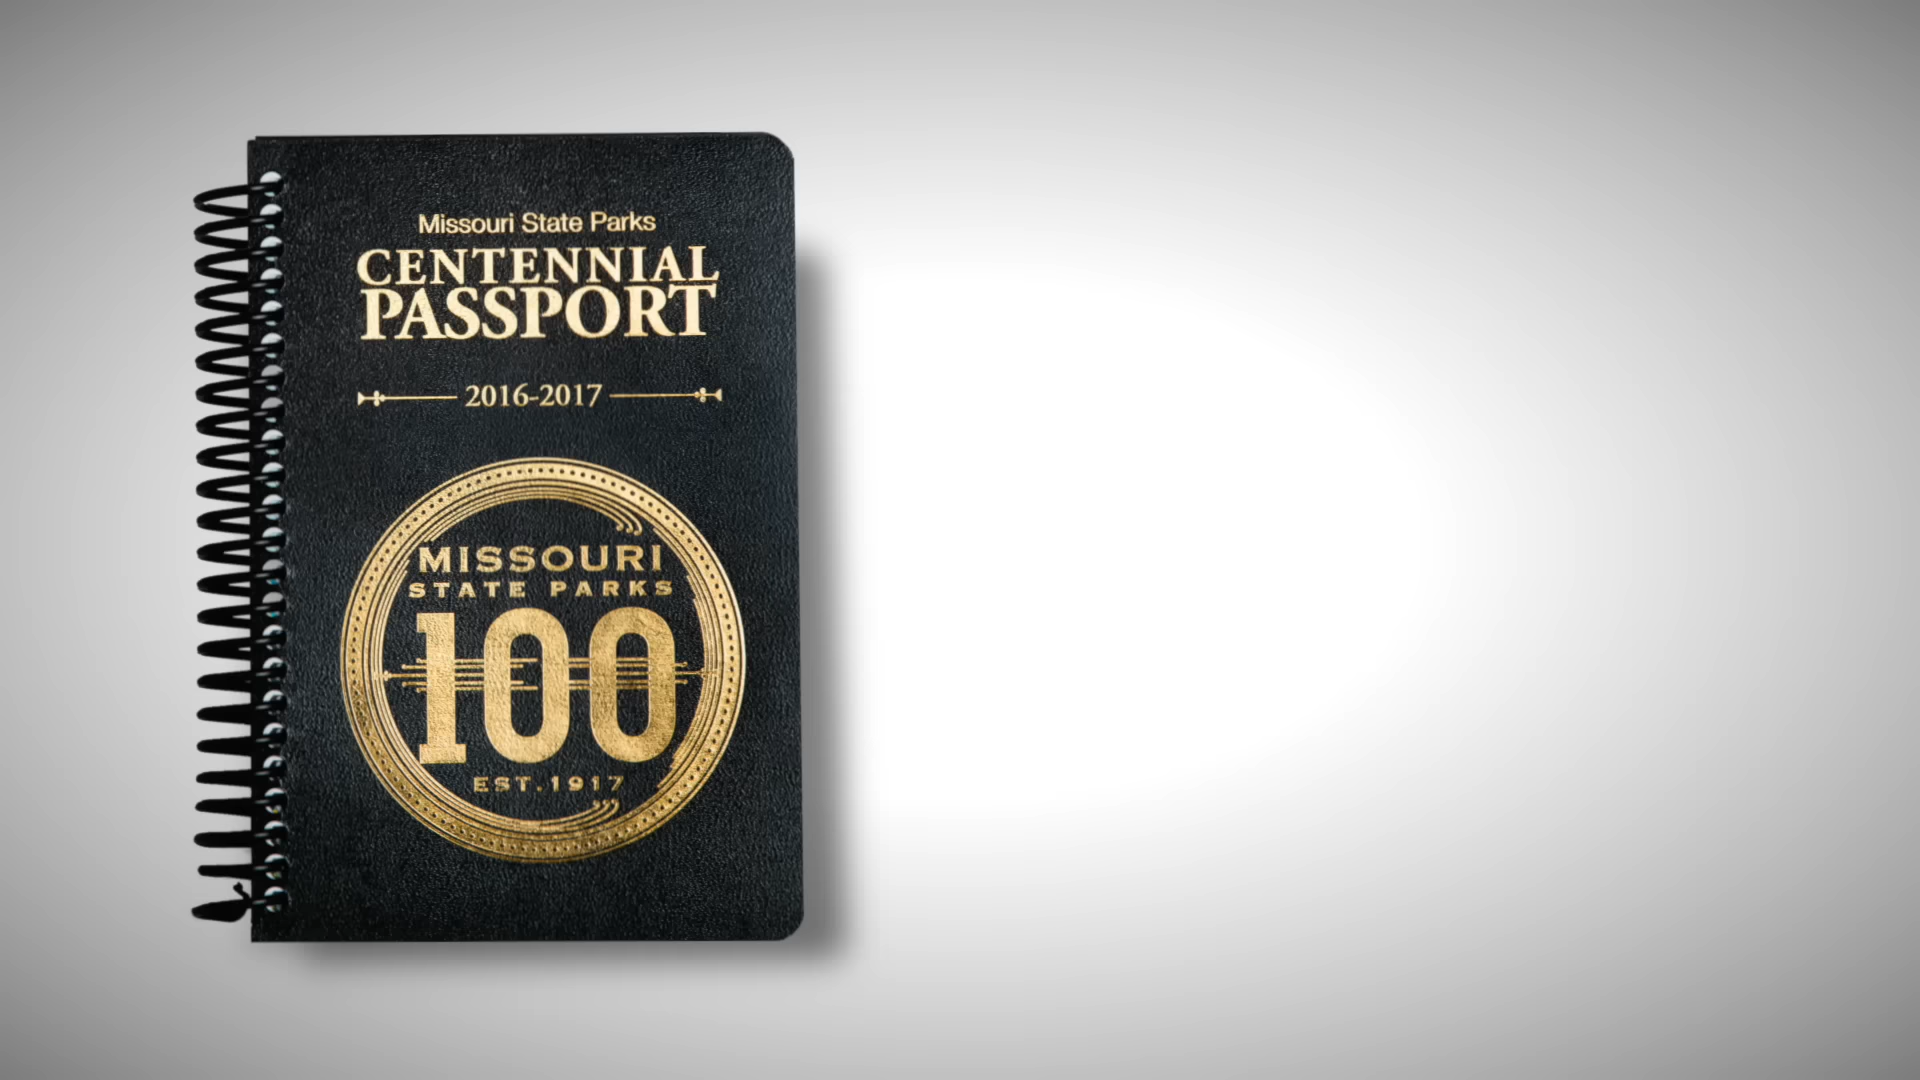 Missouri State Parks
CENTENNIAL
PASSPORT
2016-2017
MISSOURI
STATE PARKS
100
EST.1917